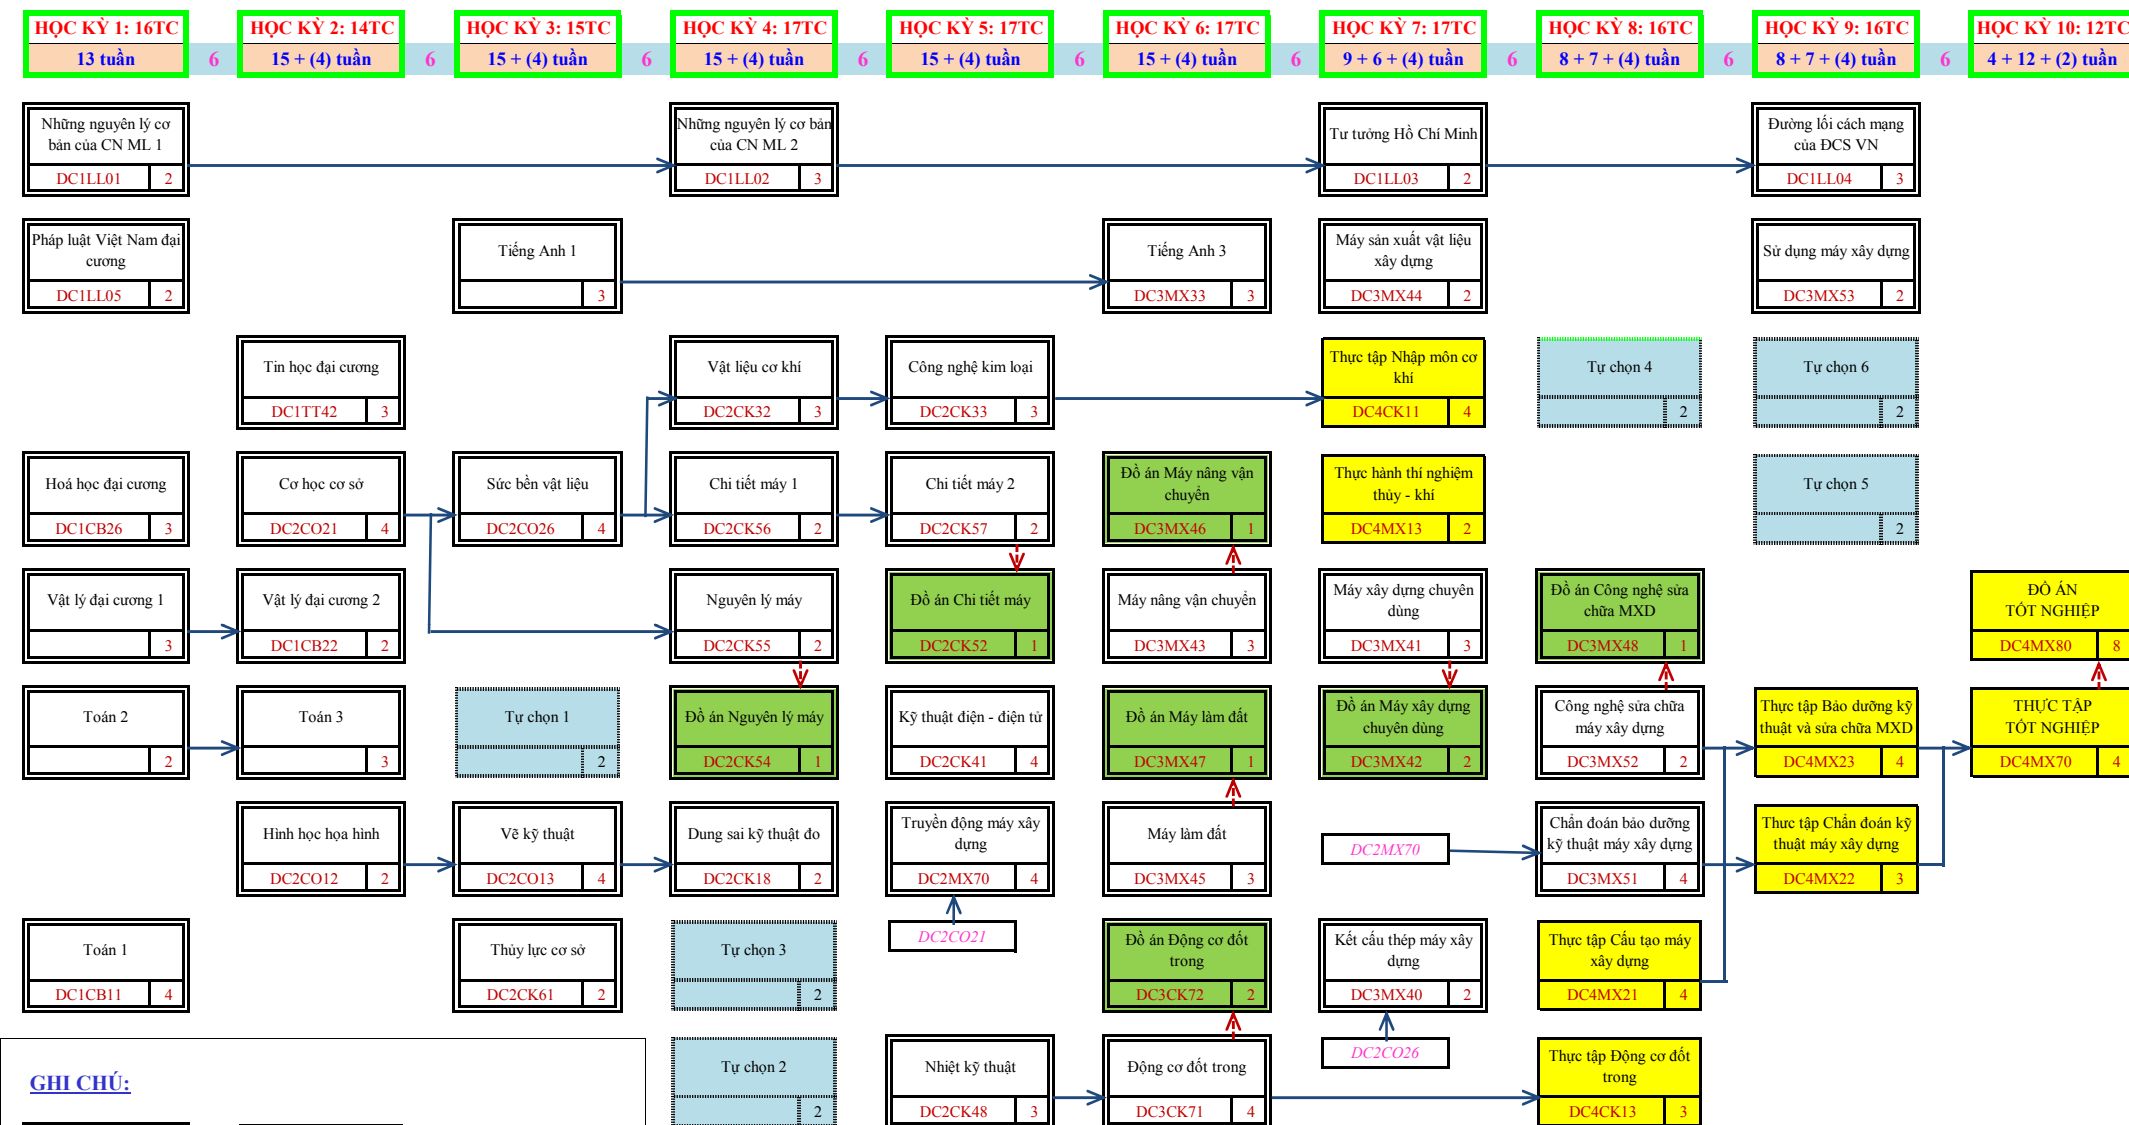 HỌC KỲ 1: 16TC
13 tuần
6
HỌC KỲ 2: 14TC
15 + (4) tuần
6
HỌC KỲ 3: 15TC
15 + (4) tuần
6
HỌC KỲ 4: 17TC
15 + (4) tuần
6
HỌC KỲ 5: 17TC
15 + (4) tuần
6
HỌC KỲ 6: 17TC
15 + (4) tuần
6
HỌC KỲ 7: 17TC
9 + 6 + (4) tuần
6
HỌC KỲ 8: 16TC
8 + 7 + (4) tuần
6
HỌC KỲ 9: 16TC
8 + 7 + (4) tuần
6
HỌC KỲ 10: 12TC
4 + 12 + (2) tuần
Những nguyên lý cơ
bản của CN ML 1
DC1LL01 2
Những nguyên lý cơ bản
của CN ML 2
DC1LL02 3
Tư tưởng Hồ Chí Minh
DC1LL03 2
Đường lối cách mạng
của ĐCS VN
DC1LL04 3
Pháp luật Việt Nam đại
cương
DC1LL05 2
Tiếng Anh 1
3
Tiếng Anh 3
DC3MX33 3
Máy sản xuất vật liệu
xây dựng
DC3MX44 2
Sử dụng máy xây dựng
DC3MX53 2
Tin học đại cương
DC1TT42 3
Vật liệu cơ khí
DC2CK32 3
Công nghệ kim loại
DC2CK33 3
Thực tập Nhập môn cơ
khí
DC4CK11 4
Tự chọn 4
2
Tự chọn 6
2
Hoá học đại cương
DC1CB26 3
Cơ học cơ sở
DC2CO21 4
Sức bền vật liệu
DC2CO26 4
Chi tiết máy 1
DC2CK56 2
Chi tiết máy 2
DC2CK57 2
Đồ án Máy nâng vận
chuyển
DC3MX46 1
Thực hành thí nghiệm
thủy - khí
DC4MX13 2
Tự chọn 5
2
Vật lý đại cương 1
3
Vật lý đại cương 2
DC1CB22 2
Nguyên lý máy
DC2CK55 2
Đồ án Chi tiết máy
DC2CK52 1
Máy nâng vận chuyển
DC3MX43 3
Máy xây dựng chuyên
dùng
DC3MX41 3
Đồ án Công nghệ sửa
chữa MXD
DC3MX48 1
ĐỒ ÁN
TỐT NGHIỆP
DC4MX80 8
Toán 2
2
Toán 3
3
Tự chọn 1
2
Đồ án Nguyên lý máy
DC2CK54 1
Kỹ thuật điện - điện tử
DC2CK41 4
Đồ án Máy làm đất
DC3MX47 1
Đồ án Máy xây dựng
chuyên dùng
DC3MX42 2
Công nghệ sửa chữa
máy xây dựng
DC3MX52 2
Thực tập Bảo dưỡng kỹ
thuật và sửa chữa MXD
DC4MX23 4
THỰC TẬP
TỐT NGHIỆP
DC4MX70 4
Hình học họa hình
DC2CO12 2
Vẽ kỹ thuật
DC2CO13 4
Dung sai kỹ thuật đo
DC2CK18 2
Truyền động máy xây
dựng
DC2MX70 4
Máy làm đất
DC3MX45 3
DC2MX70
Chẩn đoán bảo dưỡng
kỹ thuật máy xây dựng
DC3MX51 4
Thưc tập Chẩn đoán kỹ
thuật máy xây dựng
DC4MX22 3
Toán 1
DC1CB11 4
Thủy lực cơ sở
DC2CK61 2
Tự chọn 3
2
DC2CO21
Đồ án Động cơ đốt
trong
DC3CK72 2
Kết cấu thép máy xây
dựng
DC3MX40 2
Thực tập Cấu tạo máy
xây dựng
DC4MX21 4
GHI CHÚ:
Tự chọn 2
2
Nhiệt kỹ thuật
DC2CK48 3
Động cơ đốt trong
DC3CK71 4
DC2CO26
Thực tập Động cơ đốt
trong
DC4CK13 3